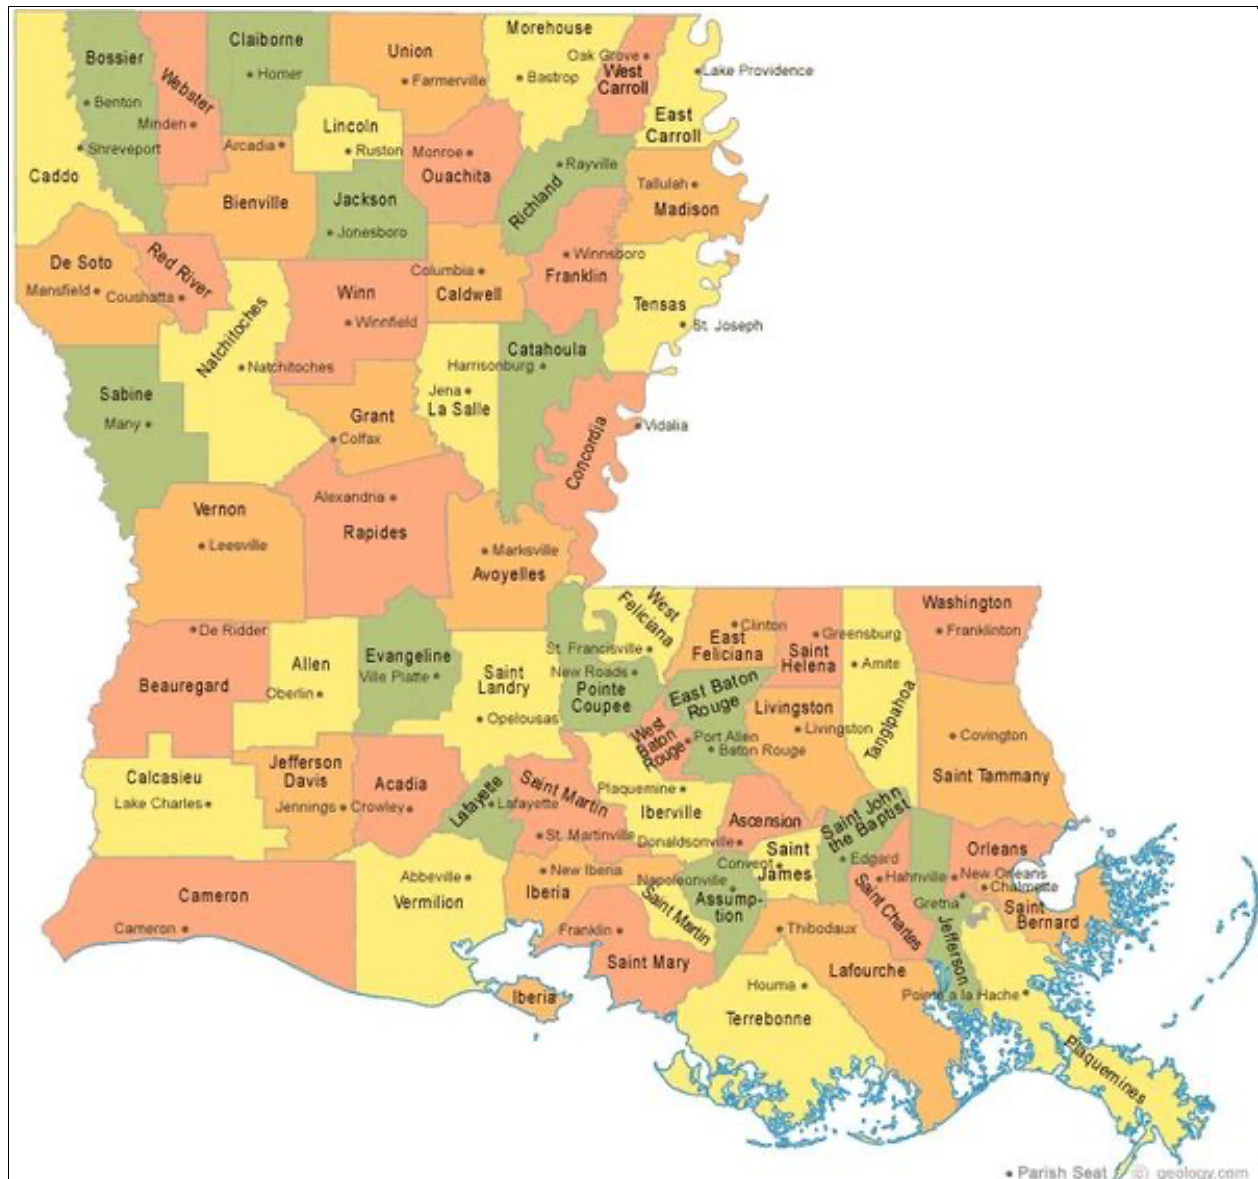 Morehouse
Claiborne
Union
Bossier
Oak Grove
West
Carroll
Lake Providence
Homer
Farmerville
Bastrop
Webster
Benton
East
Carroll
Minden
Lincoln
Shreveport
Arcadia
Ruston
Monroe
Rayville
Caddo
Ouachita
Tallulah
Bienville
Jackson
Richland
Madison
Jonesboro
De Soto
Red River
Winnsboro
Columbia
Franklin
Mansfield
Coushatta
Winn
Caldwell
Tensas
Natchitoches
Winnfield
St. Joseph
Catahoula
Natchitoches
Harrisonburg
Sabine
Jena
La Salle
Many
Grant
Vidalia
Colfax
Concordia
Alexandria
Vernon
Rapides
Leesville
Marksville
Avoyelles
West
Feliciana
Washington
De Ridder
Clinton
Greensburg
Franklinton
East
Feliciana
Saint
Helena
Allen
Evangeline
St. Francisville
Amite
Saint
Landry
Ville Platte
New Roads
Beauregard
Oberlin
Pointe
Coupee
East Baton
Rouge
Livingston
Opelousas
Livingston
Tangipahoa
West
Baton
Rouge
Port Allen
Baton Rouge
Covington
Jefferson
Davis
Calcasieu
Acadia
Saint Martin
Saint Tammany
Lake Charles
Jennings
Crowley
Lafayette
Lafayette
Plaquemine
Iberville
Ascension
Saint John
the Baptist
St. Martinville
Donaldsonville
Saint
James
Orleans
Convent
Edgard
New Iberia
Hahnville
New Orleans
Abbeville
Napoleonville
Chalmette
Cameron
Iberia
Vermilion
Assump-
tion
Saint Martin
Gretna
Saint
Bernard
Saint Charles
Cameron
Franklin
Thibodaux
Jefferson
Saint Mary
Lafourche
Houma
Pointe a la Hache
Iberia
Terrebonne
Plaquemines
Parish Seat © geology.com